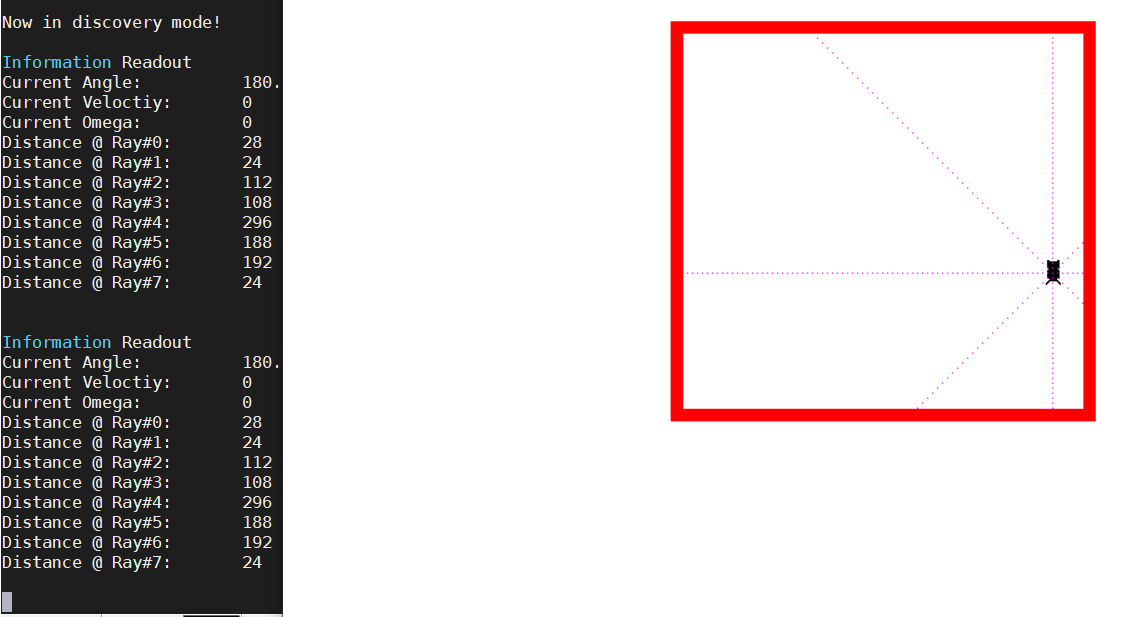 Now in discovery mode!
Information Readout
Current Angle: 180.
Current Veloctiy: 0
Current Omega: 0
Distance @ Ray#0: 28
Distance @ Ray#1: 24
Distance @ Ray#2: 112
Distance @ Ray#3: 108
Distance @ Ray#4: 296
Distance @ Ray#5: 188
Distance @ Ray#6: 192
Distance @ Ray#7: 24
Information Readout
Current Angle: 180.
Current Veloctiy: 0
Current Omega: 0
Distance @ Ray#0: 28
Distance @ Ray#1: 24
Distance @ Ray#2: 112
Distance @ Ray#3: 108
Distance @ Ray#4: 296
Distance @ Ray#5: 188
Distance @ Ray#6: 192
Distance @ Ray#7: 24